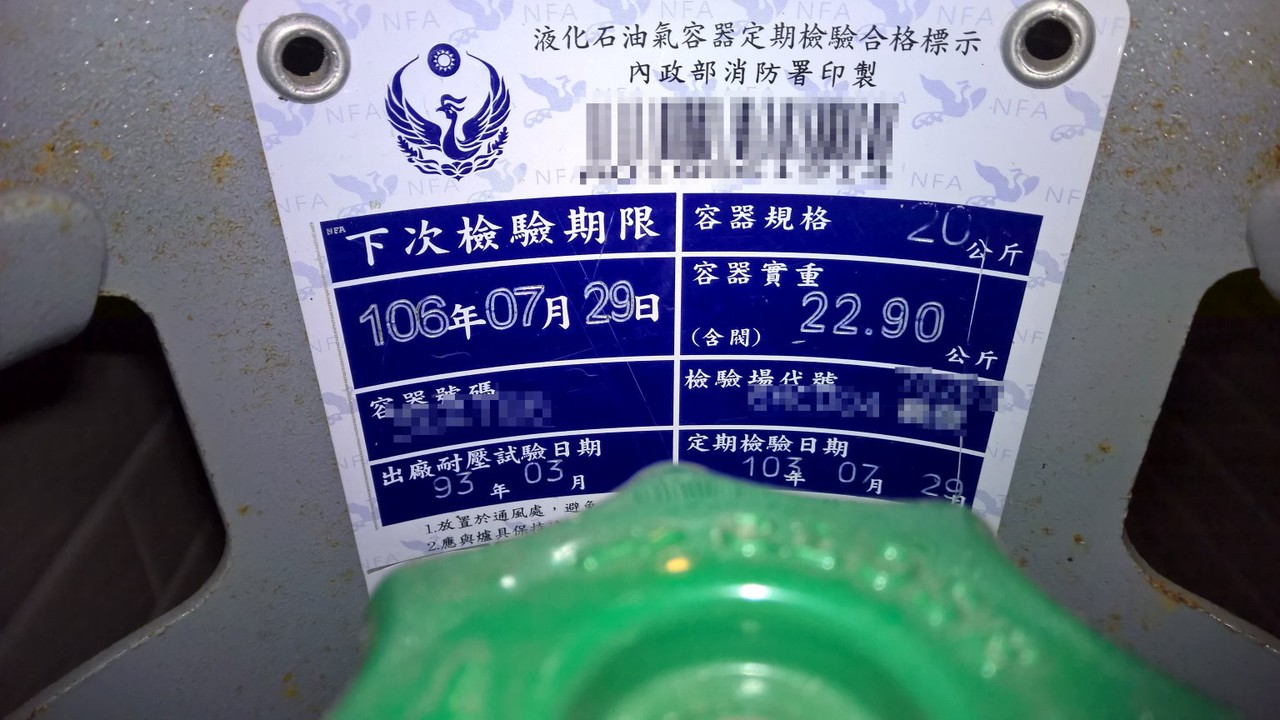 液化石油氣容器定期檢驗合格標示
內政部消防署印製
NFA
下次檢驗期限
106年07月29日
容器規格 20公斤
容器實重
(含閥) 22.90公斤
容器號碼
檢驗場代號
出廠耐壓試驗日期
93年03月
定期檢驗日期
103年07月29日
1.放置於通風處，避免
2.應與爐具保持